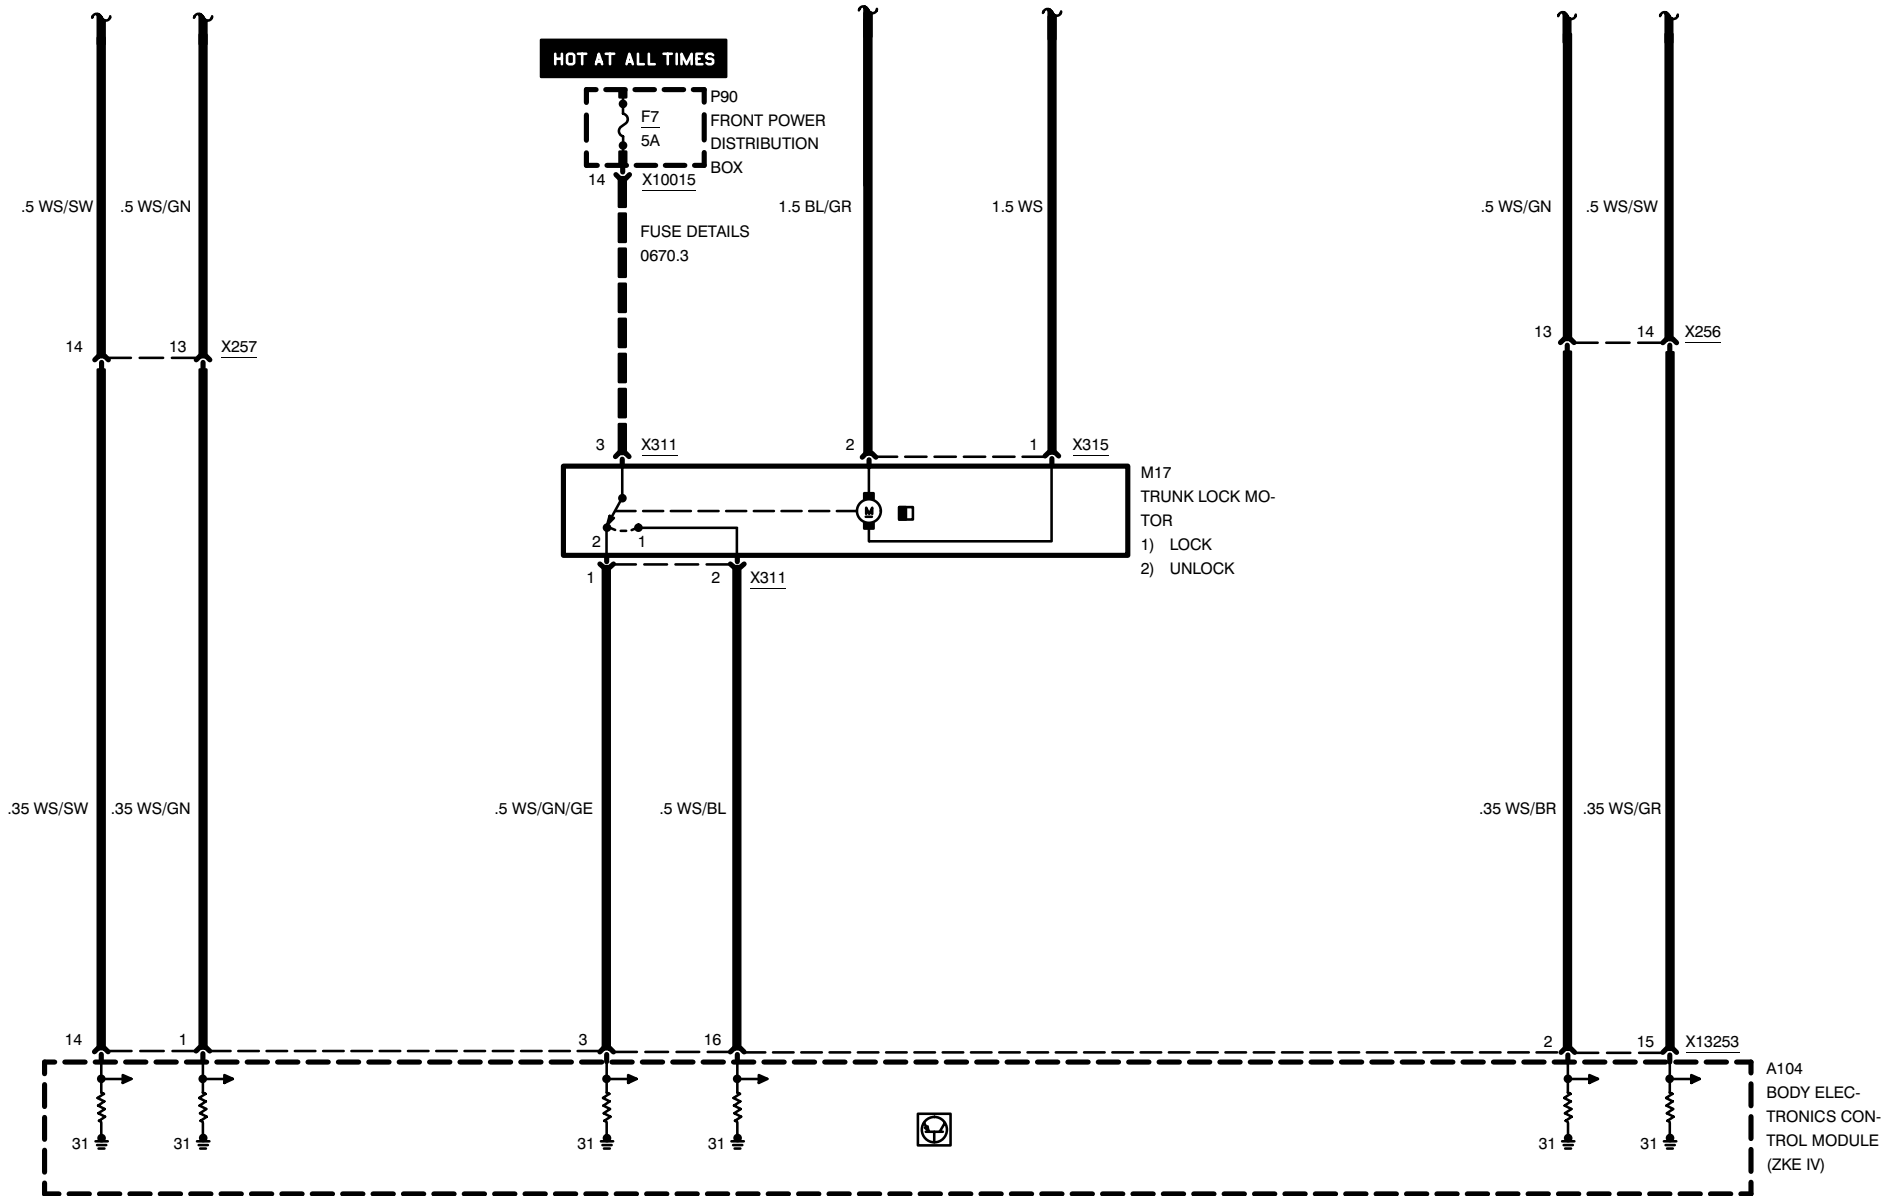 HOT AT ALL TIMES
F7
5A
P90
FRONT POWER
DISTRIBUTION
BOX
14 X10015
.5 WS/SW .5 WS/GN 1.5 BL/GR 1.5 WS .5 WS/GN .5 WS/SW
FUSE DETAILS
0670.3
14 13 X257
13 14 X256
3 X311 2 1 X315
M17
TRUNK LOCK MO-
TOR
1) LOCK
2) UNLOCK
M
2 1
1 2 X311
.35 WS/SW .35 WS/GN .5 WS/GN/GE .5 WS/BL .35 WS/BR .35 WS/GR
14 1 3 16 2 15 X13253
A104
BODY ELEC-
TRONICS CON-
TROL MODULE
(ZKE IV)
31 31 31 31 31 31